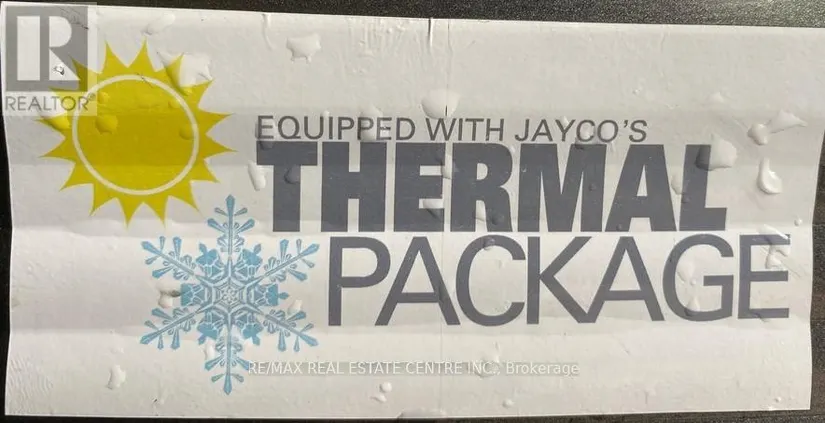 R
REALTOR®
EQUIPPED WITH JAYCO'S
THERMAL
PACKAGE
RE/MAX REAL ESTATE CENTRE INC., Brokerage